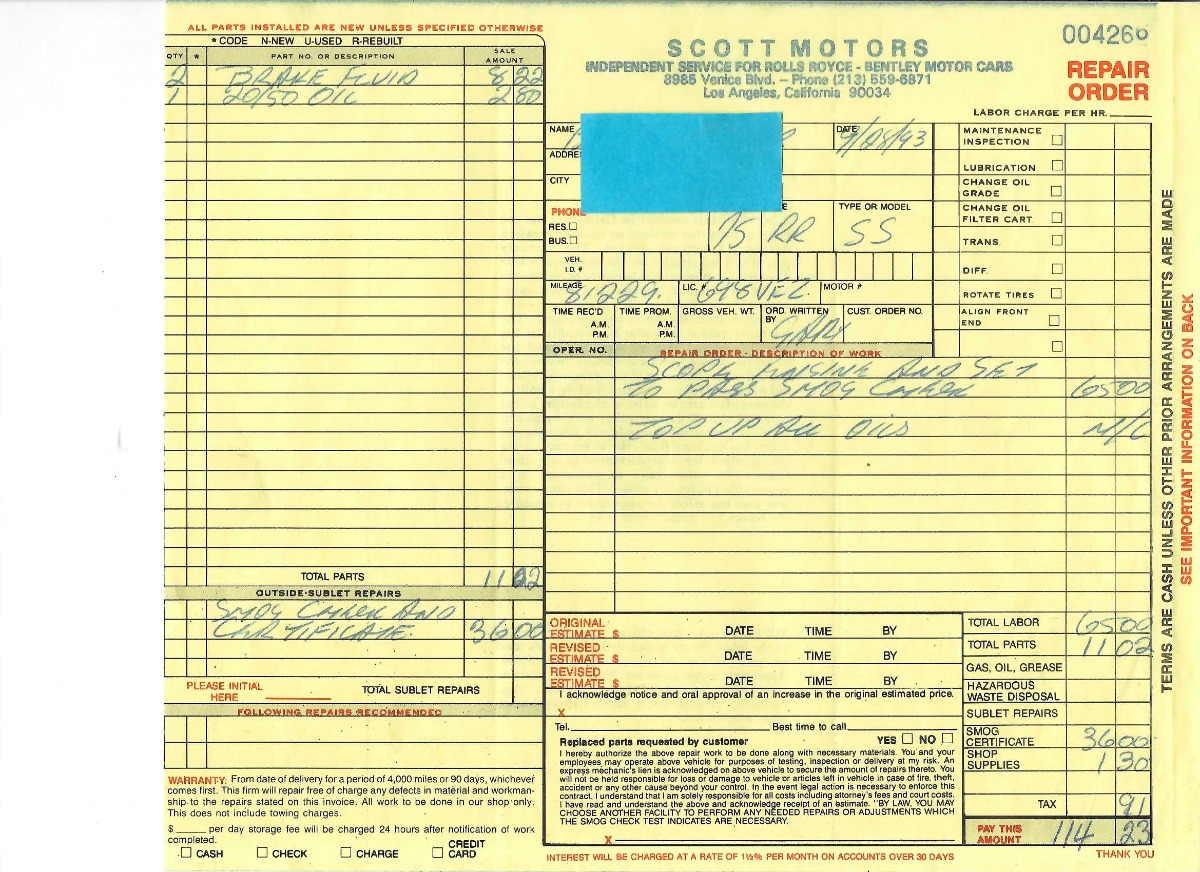 ALL PARTS INSTALLED ARE NEW UNLESS SPECIFIED OTHERWISE
* CODE N-NEW U-USED R-REBUILT
QTY * PART NO. OR DESCRIPTION SALE AMOUNT
2 BRAKE FLUID 8 22
1 20/50 OIL 2 80
TOTAL PARTS 11 02
OUTSIDE-SUBLET REPAIRS
SMOG CHECK AND
CERTIFICATE. 36 00
PLEASE INITIAL HERE
TOTAL SUBLET REPAIRS
FOLLOWING REPAIRS RECOMMENDED
WARRANTY: From date of delivery for a period of 4,000 miles or 90 days, whichever
comes first. This firm will repair free of charge any defects in material and workman-
ship to the repairs stated on this invoice. All work to be done in our shop only.
This does not include towing charges.
$ _____ per day storage fee will be charged 24 hours after notification of work
completed.
CASH CHECK CHARGE CREDIT CARD
SCOTT MOTORS
INDEPENDENT SERVICE FOR ROLLS ROYCE - BENTLEY MOTOR CARS
8985 Venice Blvd. – Phone (213) 559-6871
Los Angeles, California 90034
004266
REPAIR
ORDER
LABOR CHARGE PER HR.
NAME
DATE 9/08/93
ADDRE
CITY
PHONE
RES.
BUS.
75 RR
TYPE OR MODEL
SS
VEH. I.D. #
MILEAGE 81229.
LIC. # 698VEZ
MOTOR #
TIME REC'D A.M. P.M.
TIME PROM. A.M. P.M.
GROSS VEH. WT.
ORD. WRITTEN BY GARY
CUST. ORDER NO.
MAINTENANCE INSPECTION
LUBRICATION
CHANGE OIL GRADE
CHANGE OIL FILTER CART.
TRANS.
DIFF.
ROTATE TIRES
ALIGN FRONT END
OPER. NO. REPAIR ORDER - DESCRIPTION OF WORK
SCOPE ENGINE AND SET
TO PASS SMOG CHECK 65 00
TOP UP ALL OILS N/C
ORIGINAL ESTIMATE $ DATE TIME BY
REVISED ESTIMATE $ DATE TIME BY
REVISED ESTIMATE $ DATE TIME BY
I acknowledge notice and oral approval of an increase in the original estimated price.
X
Tel. Best time to call
Replaced parts requested by customer YES NO
I hereby authorize the above repair work to be done along with necessary materials. You and your
employees may operate above vehicle for purposes of testing, inspection or delivery at my risk. An
express mechanic's lien is acknowledged on above vehicle to secure the amount of repairs thereto. You
will not be held responsible for loss or damage to vehicle or articles left in vehicle in case of fire, theft,
accident or any other cause beyond your control. In the event legal action is necessary to enforce this
contract, I understand that I am solely responsible for all costs including attorney's fees and court costs.
I have read and understand the above and acknowledge receipt of an estimate. "BY LAW, YOU MAY
CHOOSE ANOTHER FACILITY TO PERFORM ANY NEEDED REPAIRS OR ADJUSTMENTS WHICH
THE SMOG CHECK TEST INDICATES ARE NECESSARY.
X
TOTAL LABOR 65 00
TOTAL PARTS 11 02
GAS, OIL, GREASE
HAZARDOUS WASTE DISPOSAL
SUBLET REPAIRS
SMOG CERTIFICATE 36 00
SHOP SUPPLIES 1 30
TAX 91
PAY THIS AMOUNT 114 23
INTEREST WILL BE CHARGED AT A RATE OF 1½% PER MONTH ON ACCOUNTS OVER 30 DAYS
THANK YOU
TERMS ARE CASH UNLESS OTHER PRIOR ARRANGEMENTS ARE MADE
SEE IMPORTANT INFORMATION ON BACK